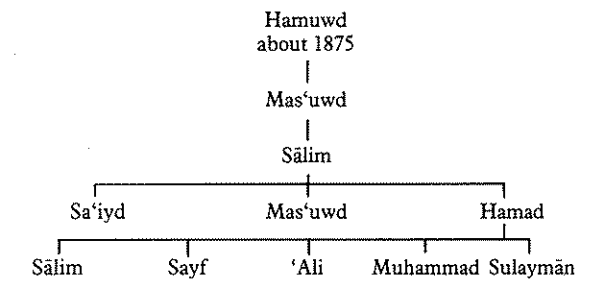 Hamuwd
about 1875
Mas‘uwd
Sālim
Sa‘iyd Mas‘uwd Hamad
Sālim Sayf ‘Ali Muhammad Sulaymān